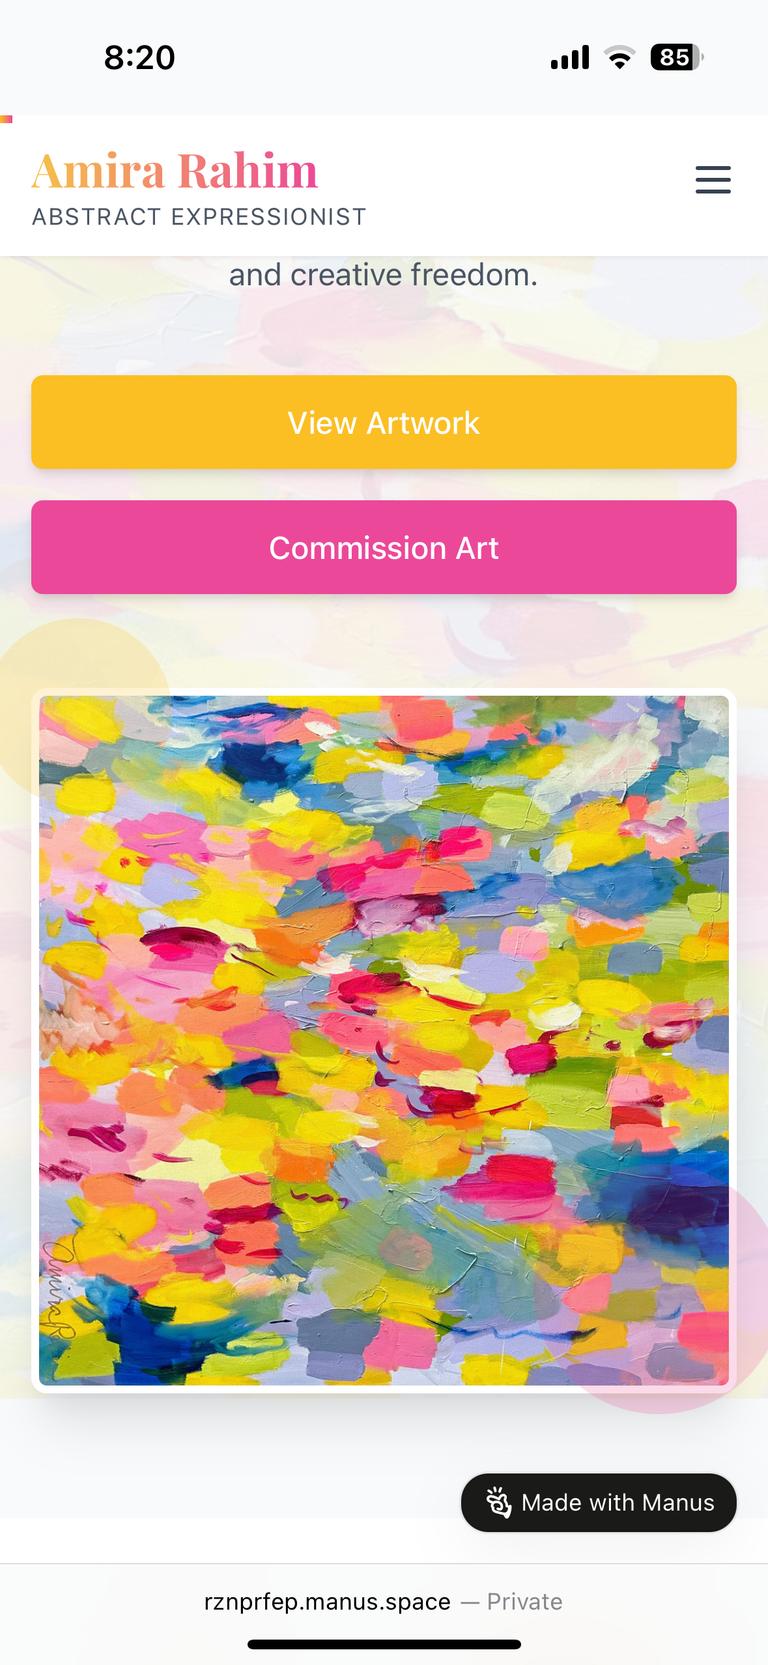 8:20
85
Amira Rahim
ABSTRACT EXPRESSIONIST
and creative freedom.
View Artwork
Commission Art
AmiraR
Made with Manus
rznprfep.manus.space — Private